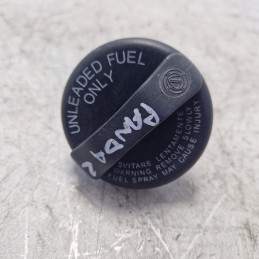 UNLEADED FUEL
ONLY
PANDA 2
SVITARE LENTAMENTE
WARNING REMOVE SLOWLY
FUEL SPRAY MAY CAUSE INJURY